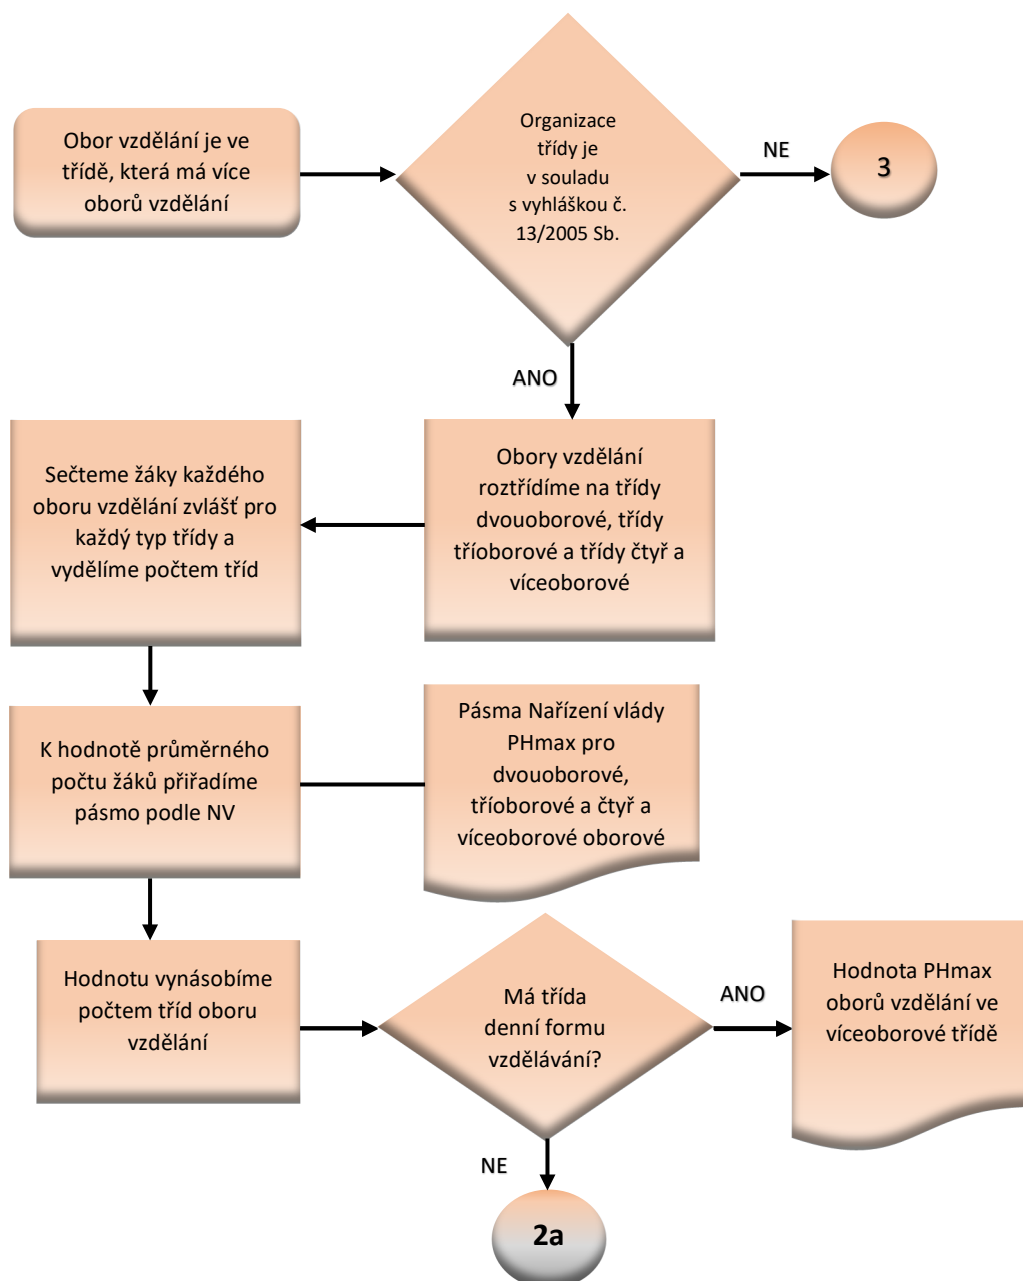 Obor vzdělání je ve
třídě, která má více
oborů vzdělání
Organizace
třídy je
v souladu
s vyhláškou č.
13/2005 Sb.
NE
3
ANO
Obory vzdělání
roztřídíme na třídy
dvouoborové, třídy
tříoborové a třídy čtyř a
víceoborové
Sečteme žáky každého
oboru vzdělání zvlášť pro
každý typ třídy a
vydělíme počtem tříd
K hodnotě průměrného
počtu žáků přiřadíme
pásmo podle NV
Pásma Nařízení vlády
PHmax pro
dvouoborové,
tříoborové a čtyř a
víceoborové oborové
Hodnotu vynásobíme
počtem tříd oboru
vzdělání
Má třída
denní formu
vzdělávání?
ANO
Hodnota PHmax
oborů vzdělání ve
víceoborové třídě
NE
2a